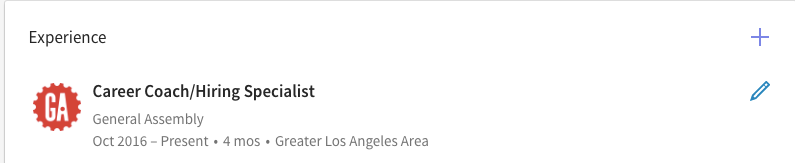 Experience
GA
Career Coach/Hiring Specialist
General Assembly
Oct 2016 – Present • 4 mos • Greater Los Angeles Area